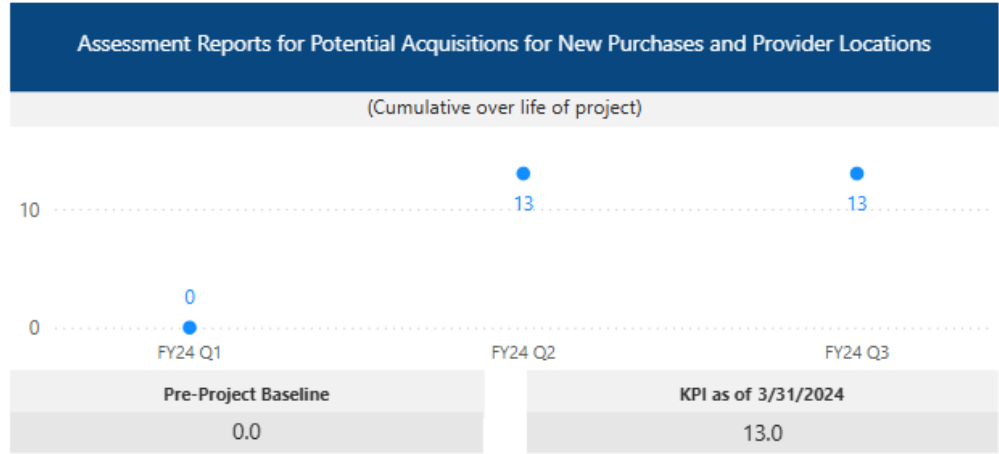 Assessment Reports for Potential Acquisitions for New Purchases and Provider Locations
(Cumulative over life of project)
13
13
10
0
0
FY24 Q1
FY24 Q2
FY24 Q3
Pre-Project Baseline
KPI as of 3/31/2024
0.0
13.0